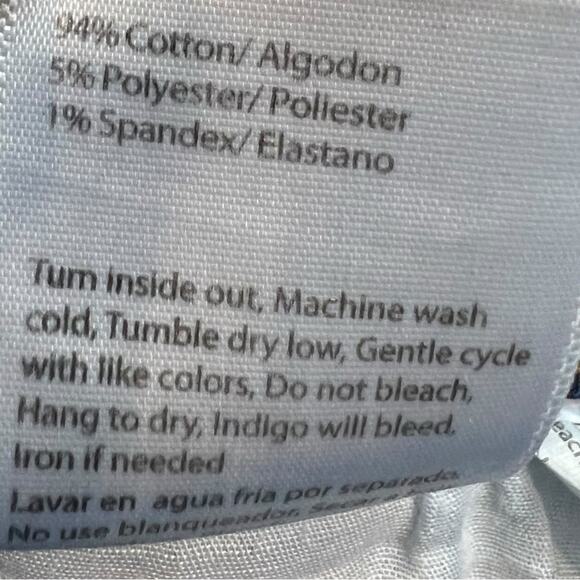 94% Cotton/ Algodon
5% Polyester/ Poliester
1% Spandex/ Elastano
Turn inside out, Machine wash
cold, Tumble dry low, Gentle cycle
with like colors, Do not bleach,
Hang to dry, Indigo will bleed.
Iron if needed
Lavar en agua fria por separado.
No use blanqueador.